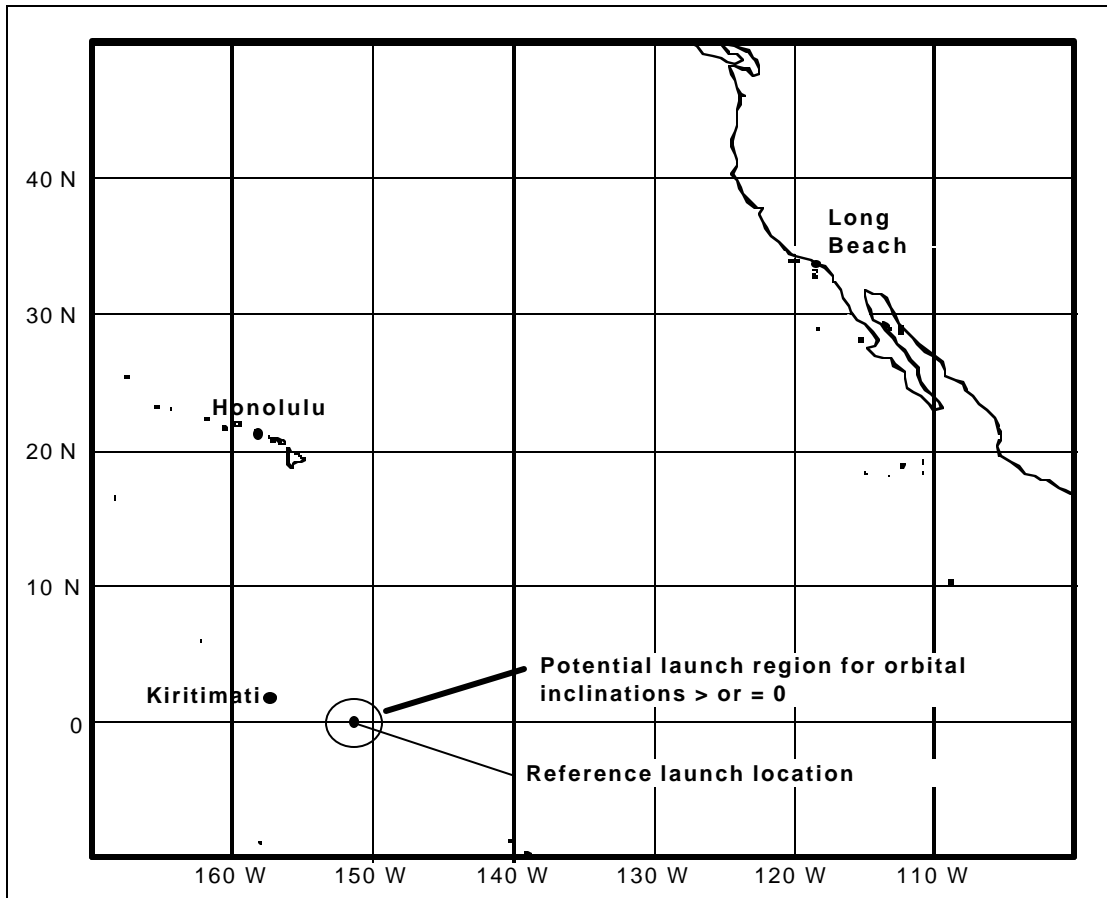 40 N
Long
Beach
30 N
Honolulu
20 N
10 N
Potential launch region for orbital
inclinations > or = 0
Kiritimati
0
Reference launch location
160 W 150 W 140 W 130 W 120 W 110 W